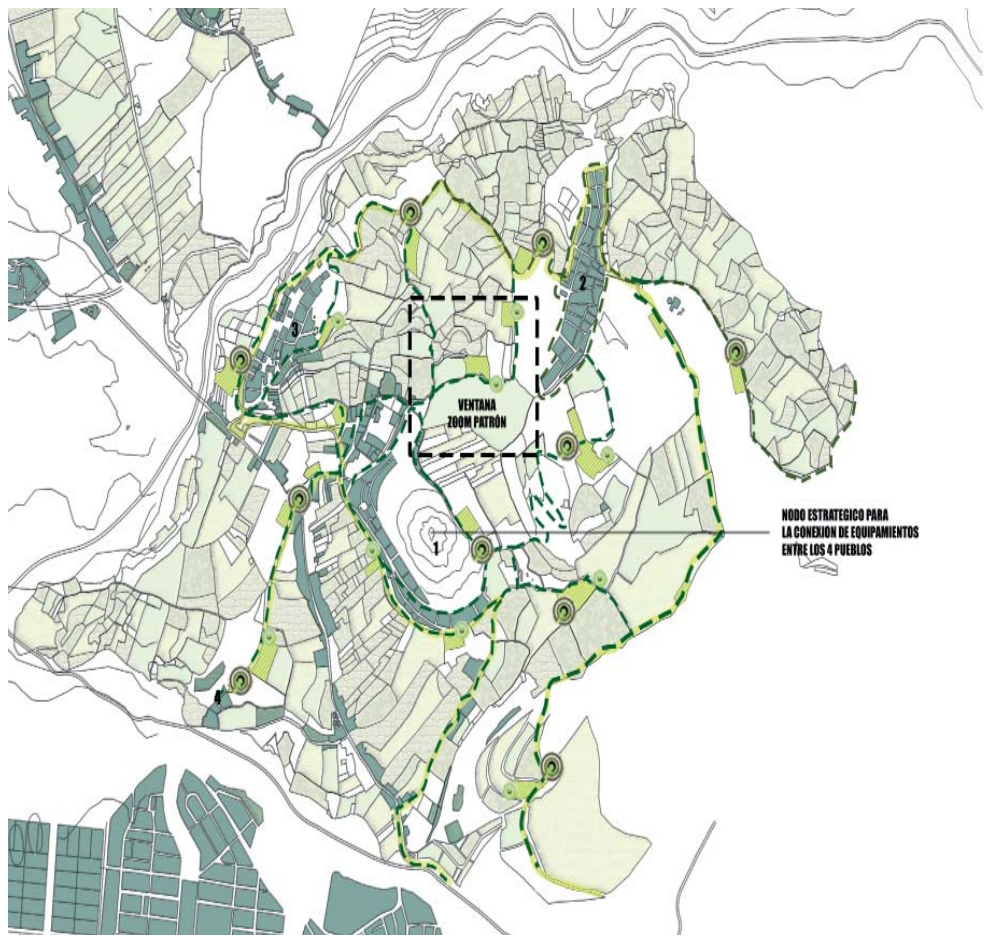 2
3
VENTANA
ZOOM PATRÓN
NODO ESTRATEGICO PARA
LA CONEXION DE EQUIPAMIENTOS
ENTRE LOS 4 PUEBLOS
1
4